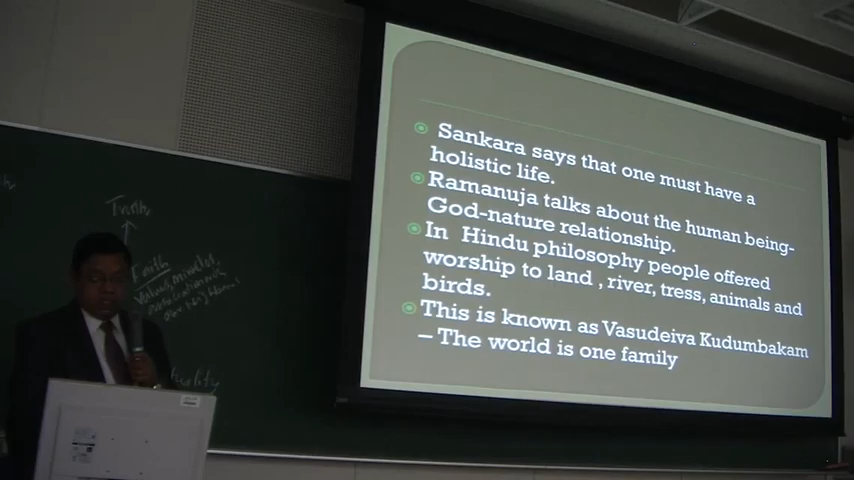 Sankara says that one must have a
holistic life.
Ramanuja talks about the human being-
God-nature relationship.
In Hindu philosophy people offered
worship to land , river, tress, animals and
birds.
This is known as Vasudeiva Kudumbakam
– The world is one family
Truth
Faith